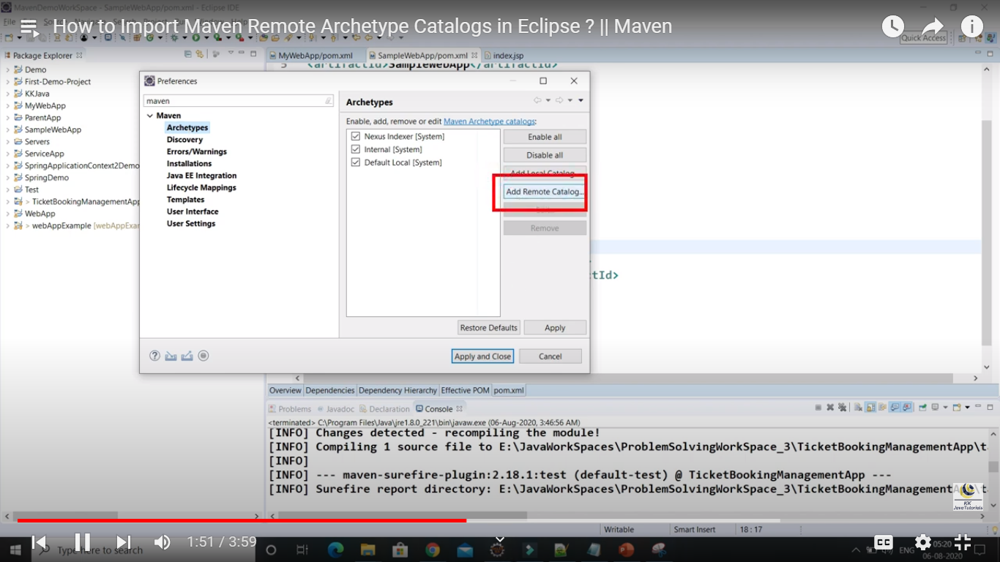 MavenDemoWorkSpace - SampleWebApp/pom.xml - Eclipse IDE
How to Import Maven Remote Archetype Catalogs in Eclipse ? || Maven
Quick Access
Package Explorer
Demo
First-Demo-Project
KKJava
MyWebApp
ParentApp
SampleWebApp
Servers
ServiceApp
SpringApplicationContext2Demo
SpringDemo
Test
> TicketBookingManagementApp
WebApp
> webAppExample [webAppExa
MyWebApp/pom.xml
SampleWebApp/pom.xml
index.jsp
5 <artifactId>SampleWebApp</artifactId>
Preferences
maven
Maven
Archetypes
Discovery
Errors/Warnings
Installations
Java EE Integration
Lifecycle Mappings
Templates
User Interface
User Settings
Archetypes
Enable, add, remove or edit Maven Archetype catalogs:
Nexus Indexer [System]
Internal [System]
Default Local [System]
Enable all
Disable all
Add Local Catalog...
Add Remote Catalog...
Remove
Restore Defaults
Apply
Apply and Close
Cancel
ctId>
Overview Dependencies Dependency Hierarchy Effective POM pom.xml
Problems Javadoc Declaration Console
<terminated> C:\Program Files\Java\jre1.8.0_221\bin\javaw.exe (06-Aug-2020, 3:46:56 AM)
[INFO] Changes detected - recompiling the module!
[INFO] Compiling 1 source file to E:\JavaWorkSpaces\ProblemSolvingWorkSpace_3\TicketBookingManagementApp\t
[INFO]
[INFO] --- maven-surefire-plugin:2.18.1:test (default-test) @ TicketBookingManagementApp ---
[INFO] Surefire report directory: E:\JavaWorkSpaces\ProblemSolvingWorkSpace_3\TicketBookingManagementApp\t
KK
JavaTutorials
Writable
Smart Insert
18 : 17
Type here to search
1:51 / 3:59
CC
ENG
05:20
06-08-2020